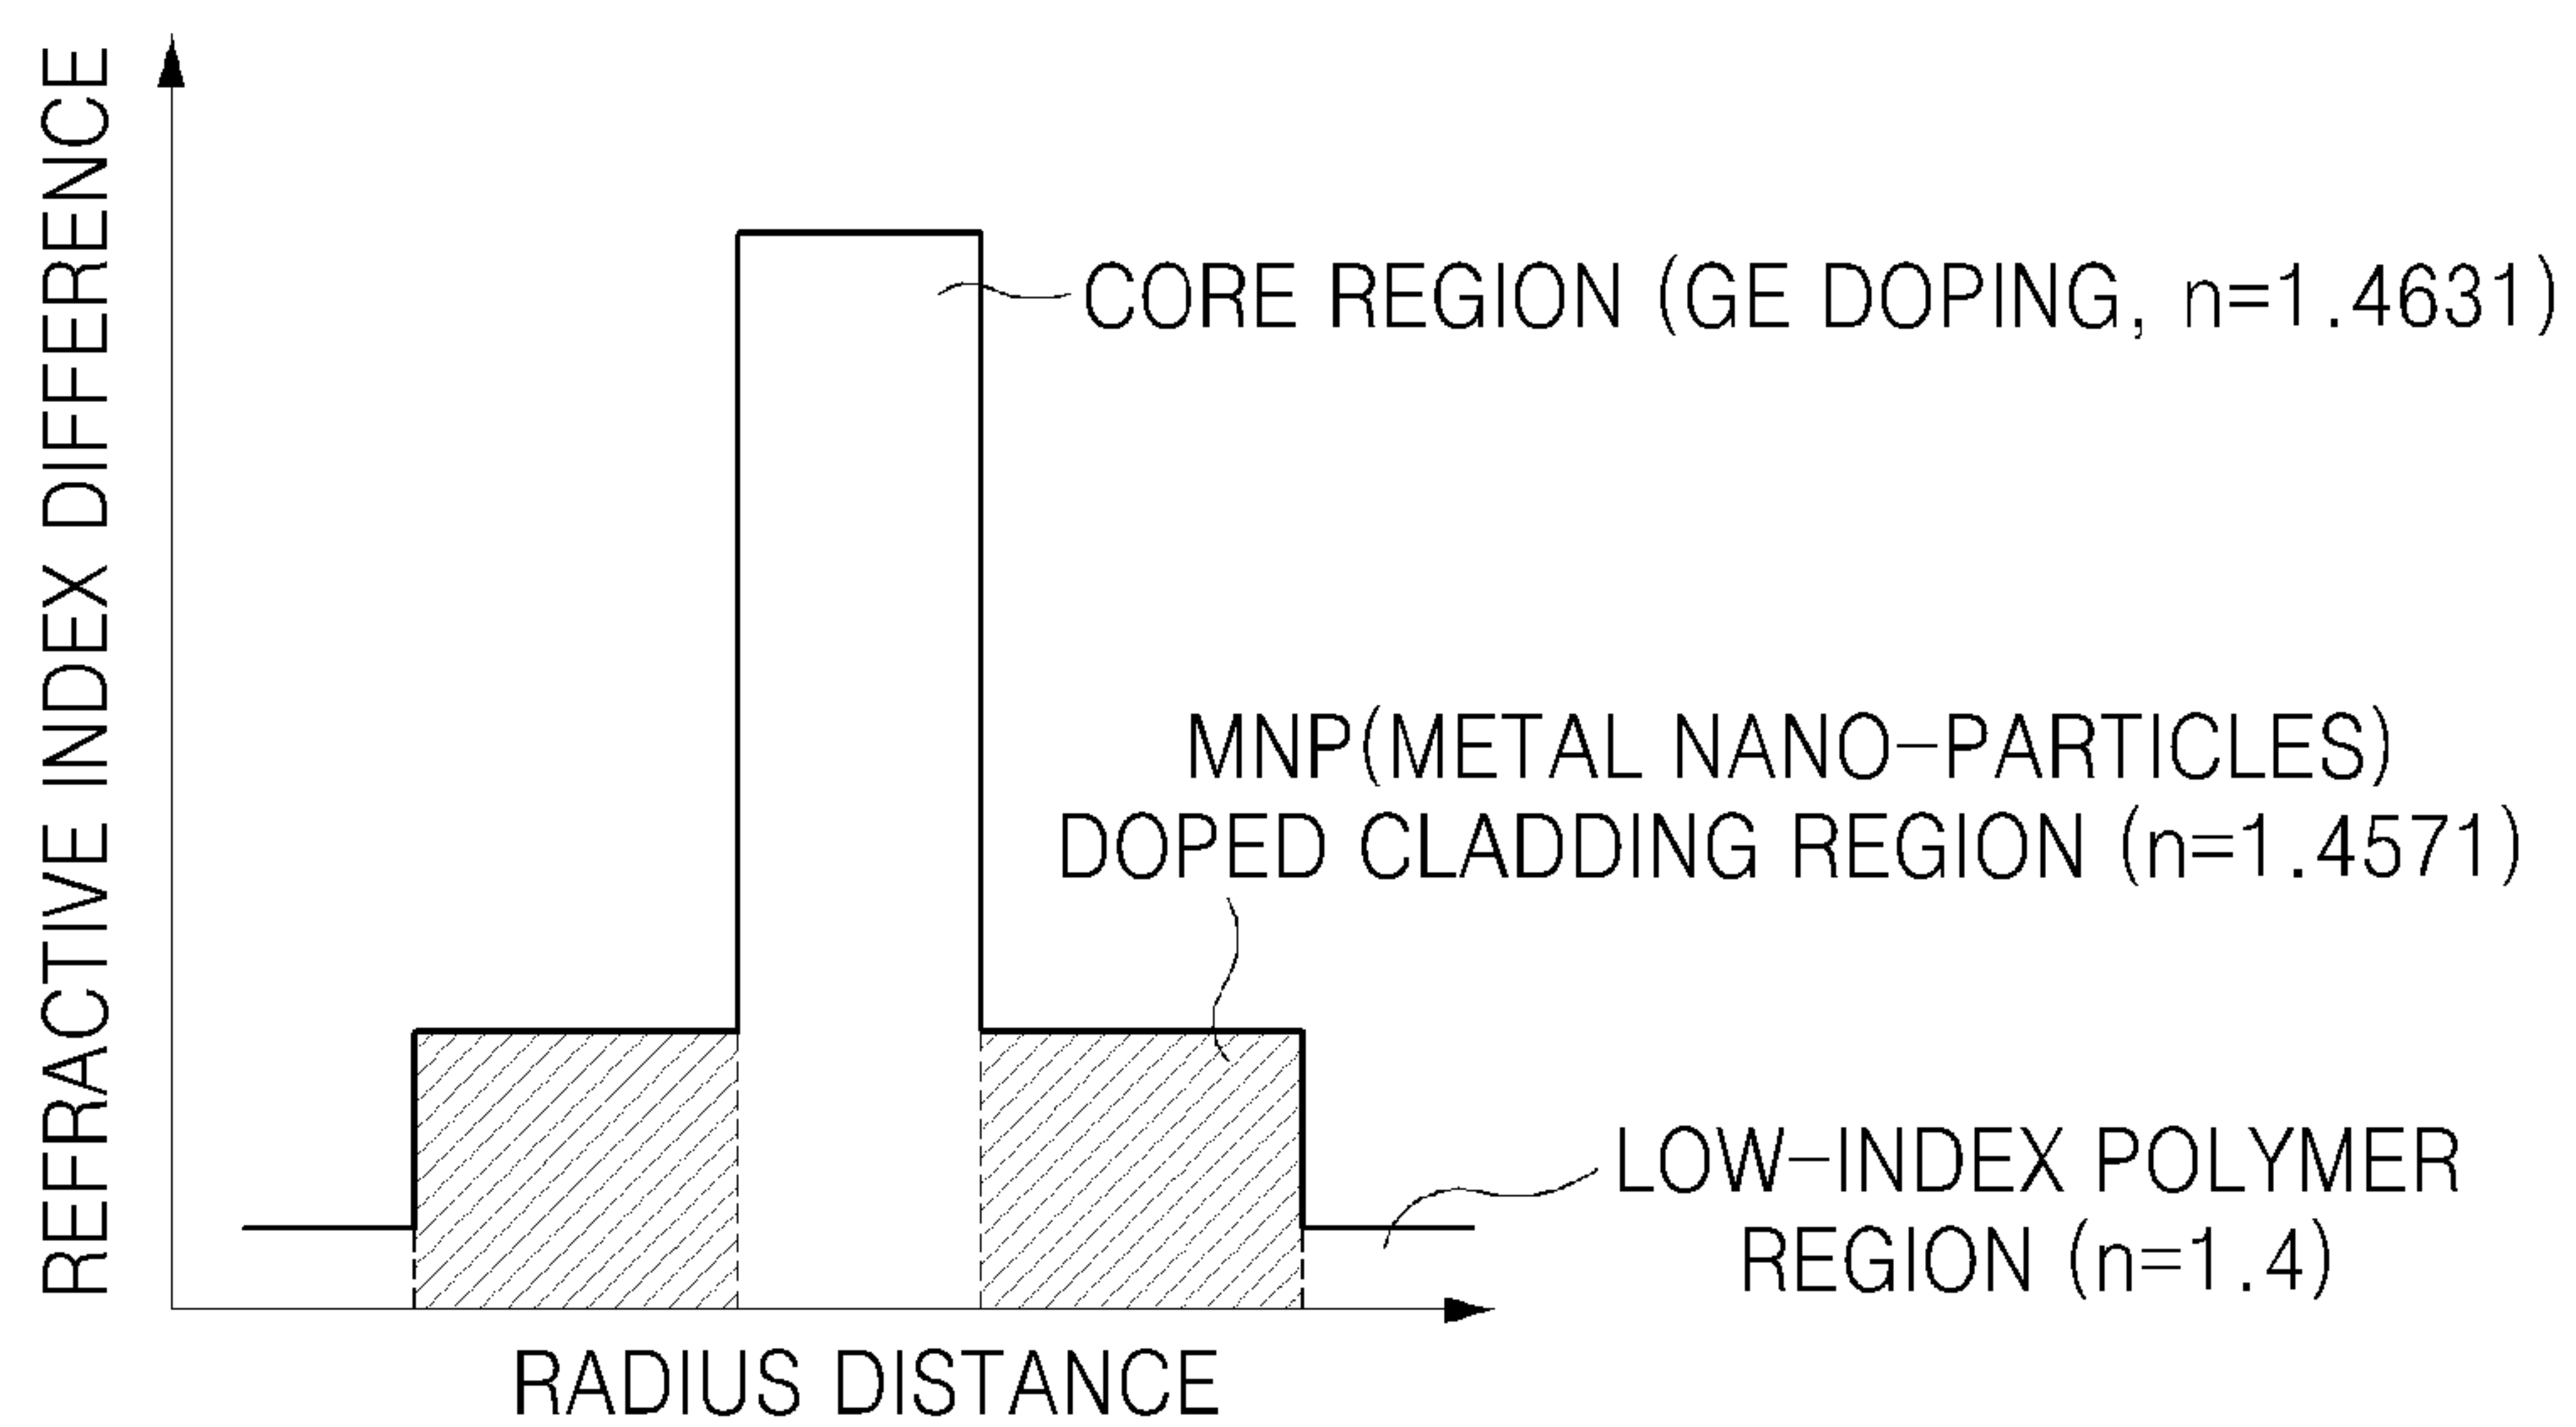 REFRACTIVE INDEX DIFFERENCE
CORE REGION (GE DOPING, n=1.4631)
MNP(METAL NANO-PARTICLES)
DOPED CLADDING REGION (n=1.4571)
LOW-INDEX POLYMER
REGION (n=1.4)
RADIUS DISTANCE